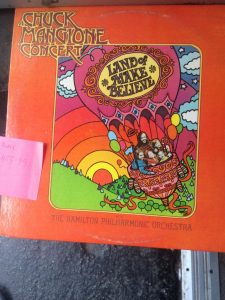 CHUCK
MANGIONE
CONCERT
LAND OF
MAKE
BELIEVE
THE HAMILTON PHILHARMONIC ORCHESTRA